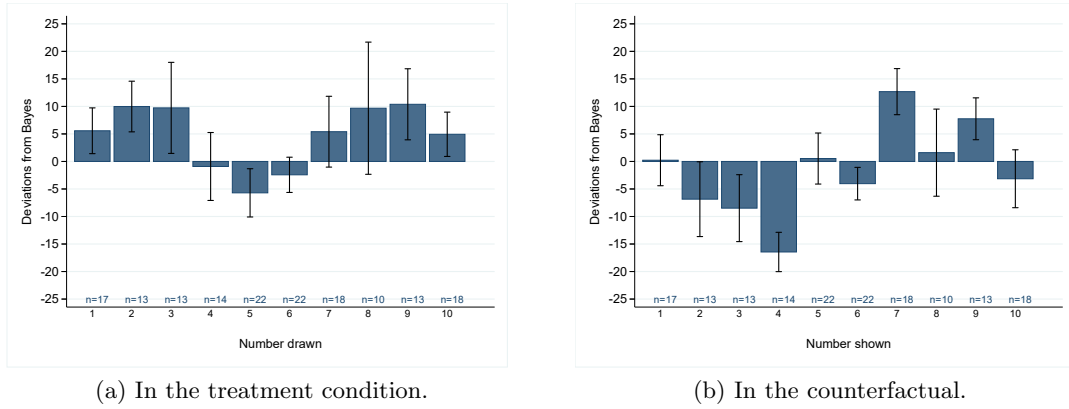 25
20
15
10
5
0
-5
-10
-15
-20
-25
Deviations from Bayes
n=17 n=13 n=13 n=14 n=22 n=22 n=18 n=10 n=13 n=18
1 2 3 4 5 6 7 8 9 10
Number drawn
(a) In the treatment condition.
25
20
15
10
5
0
-5
-10
-15
-20
-25
Deviations from Bayes
n=17 n=13 n=13 n=14 n=22 n=22 n=18 n=10 n=13 n=18
1 2 3 4 5 6 7 8 9 10
Number shown
(b) In the counterfactual.